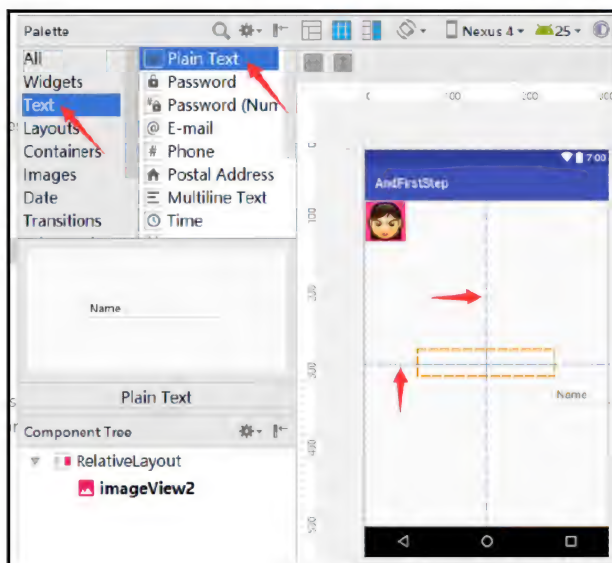 Palette
Nexus 4
25
All
Widgets
Text
Layouts
Containers
Images
Date
Transitions
Plain Text
Password
Password (Num
E-mail
Phone
Postal Address
Multiline Text
Time
Name
Plain Text
Component Tree
RelativeLayout
imageView2
100
200
300
100
300
400
500
7:00
AndFirstStep
Name